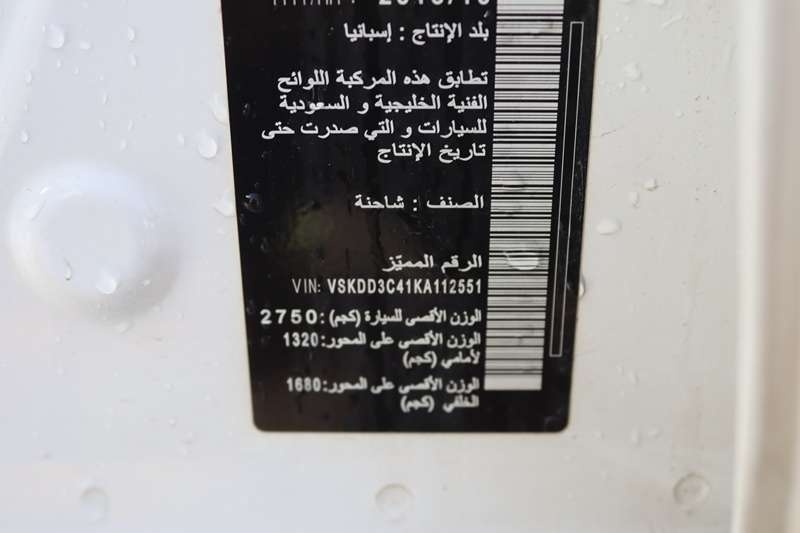 بلد الإنتاج : إسبانيا
تطابق هذه المركبة اللوائح
الفنية الخليجية و السعودية
للسيارات و التي صدرت حتى
تاريخ الإنتاج
الصنف : شاحنة
الرقم المميّز
VIN: VSKDD3C41KA112551
الوزن الأقصى للسيارة (كجم): 2750
الوزن الأقصى على المحور: 1320
لأمامي (كجم)
الوزن الأقصى على المحور: 1680
الخلفي (كجم)